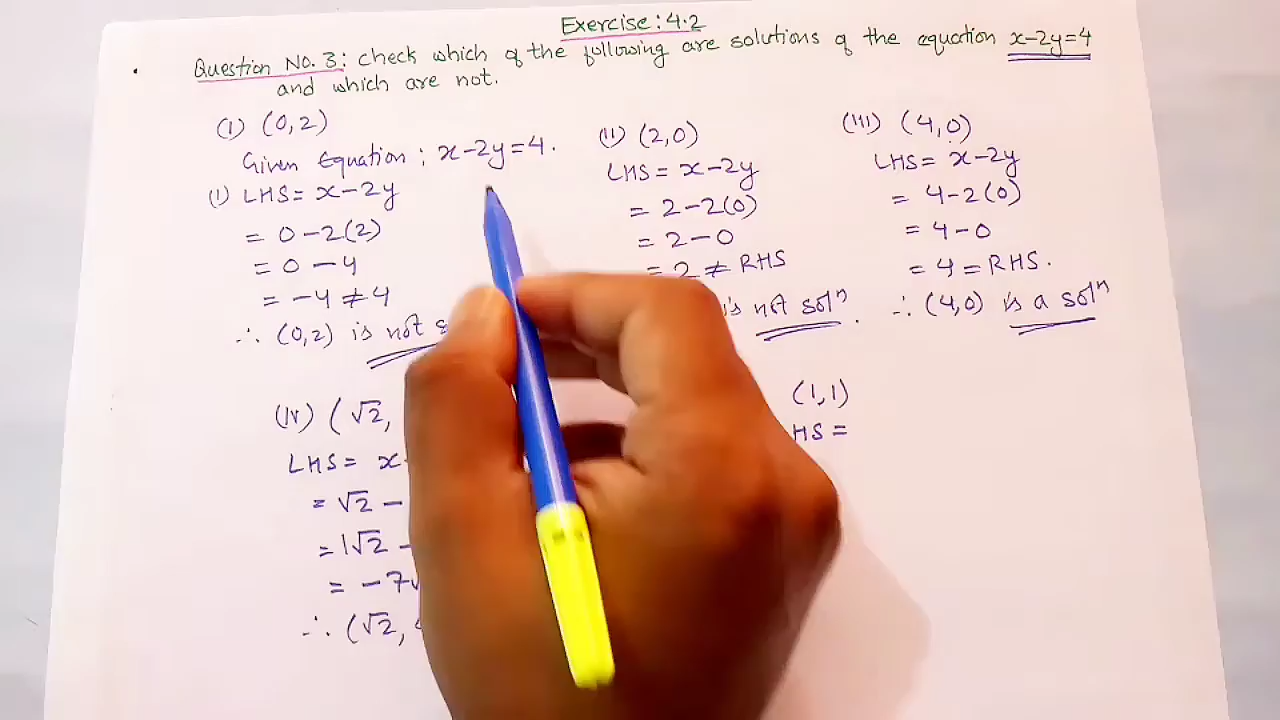 Exercise: 4.2
Question No. 3: Check which of the following are solutions of the equation x-2y=4
and which are not.
(I) (0,2)
Given Equation: x-2y=4.
(I) LHS = x-2y
= 0-2(2)
= 0-4
= -4≠4
∴ (0,2) is not
(II) (2,0)
LHS = x-2y
= 2-2(0)
= 2-0
= 2 ≠ RHS
is not solⁿ.
(III) (4,0)
LHS = x-2y
= 4-2(0)
= 4-0
= 4 = RHS.
∴ (4,0) is a solⁿ
(IV) (√2,
LHS = x-
= √2 -
= 1√2 -
= -7√
∴ (√2,
(1,1)
HS =